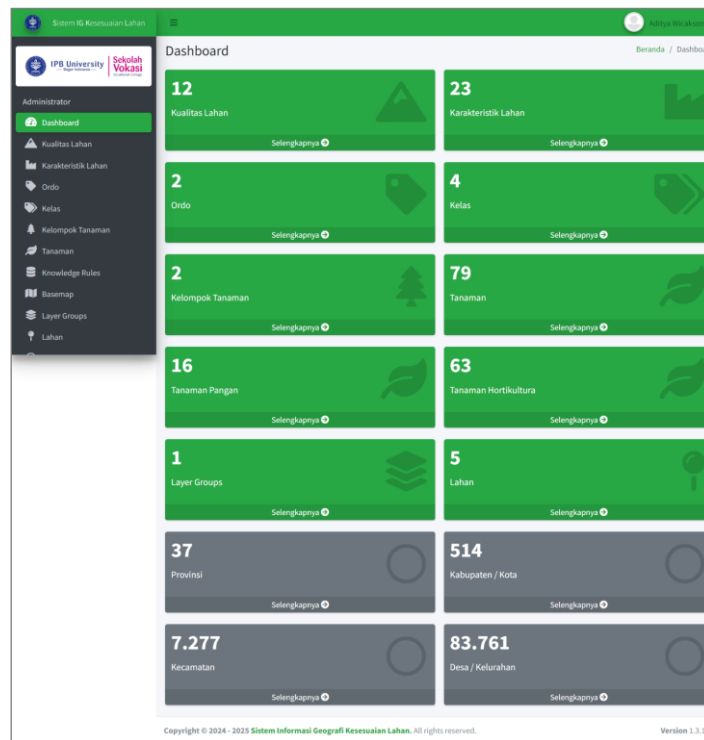 Sistem IG Kesesuaian Lahan
IPB University
Bogor Indonesia
Sekolah
Vokasi
Administrator
Dashboard
Kualitas Lahan
Karakteristik Lahan
Ordo
Kelas
Kelompok Tanaman
Tanaman
Knowledge Rules
Basemap
Layer Groups
Lahan
Aditya Wicakso
Dashboard
Beranda / Dashboa
12
Kualitas Lahan
Selengkapnya
23
Karakteristik Lahan
Selengkapnya
2
Ordo
Selengkapnya
4
Kelas
Selengkapnya
2
Kelompok Tanaman
Selengkapnya
79
Tanaman
Selengkapnya
16
Tanaman Pangan
Selengkapnya
63
Tanaman Hortikultura
Selengkapnya
1
Layer Groups
Selengkapnya
5
Lahan
Selengkapnya
37
Provinsi
Selengkapnya
514
Kabupaten / Kota
Selengkapnya
7.277
Kecamatan
Selengkapnya
83.761
Desa / Kelurahan
Selengkapnya
Copyright © 2024 - 2025 Sistem Informasi Geografi Kesesuaian Lahan. All rights reserved.
Version 1.3.1